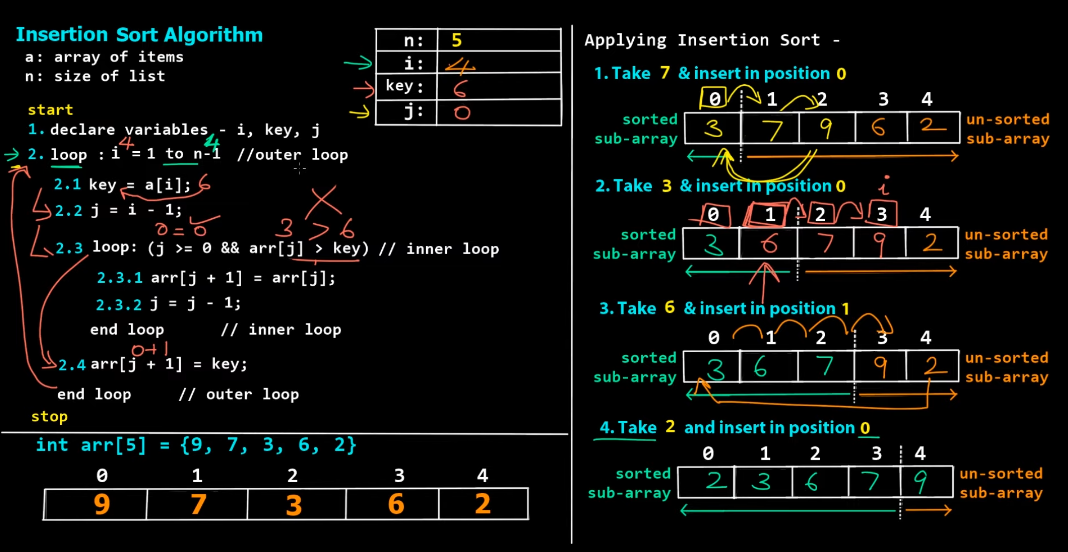 Insertion Sort Algorithm
a: array of items
n: size of list
n: 5
i: 4
key: 6
j: 0
start
1. declare variables - i, key, j
4 4
2. loop : i = 1 to n-1 //outer loop
2.1 key = a[i]; 6
2.2 j = i - 1;
0 = 0 3 > 6
2.3 loop: (j >= 0 && arr[j] > key) // inner loop
2.3.1 arr[j + 1] = arr[j];
2.3.2 j = j - 1;
end loop // inner loop
0+1
2.4 arr[j + 1] = key;
end loop // outer loop
stop
int arr[5] = {9, 7, 3, 6, 2}
0 1 2 3 4
9 7 3 6 2
Applying Insertion Sort -
1. Take 7 & insert in position 0
0 1 2 3 4
sorted sub-array
3 7 9 6 2
un-sorted sub-array
2. Take 3 & insert in position 0
i
0 1 2 3 4
sorted sub-array
3 6 7 9 2
un-sorted sub-array
3. Take 6 & insert in position 1
0 1 2 3 4
sorted sub-array
3 6 7 9 2
un-sorted sub-array
4. Take 2 and insert in position 0
0 1 2 3 4
sorted sub-array
2 3 6 7 9
un-sorted sub-array